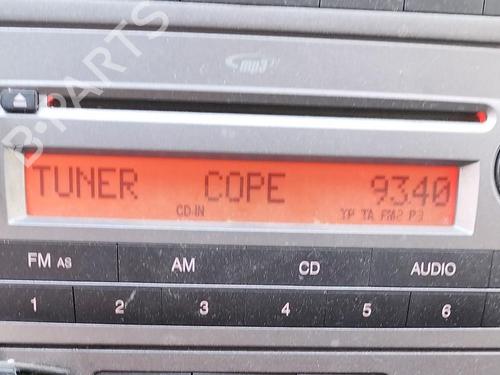 mp3
TUNER COPE 93.40
CD-IN TP TA FM2 P3
FM AS AM CD AUDIO
1 2 3 4 5 6
B-PARTS